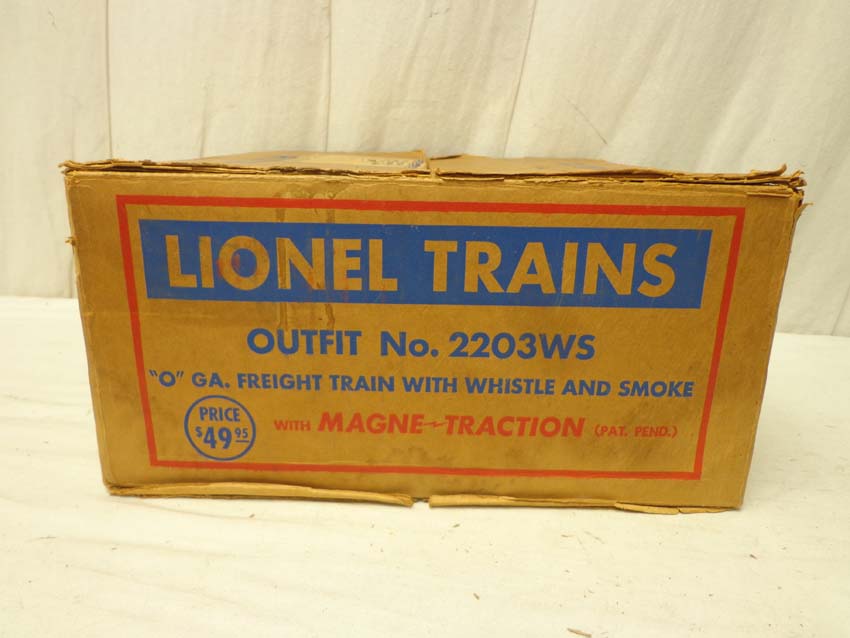 LIONEL TRAINS
OUTFIT No. 2203WS
"O" GA. FREIGHT TRAIN WITH WHISTLE AND SMOKE
PRICE
$49.95
WITH MAGNE-TRACTION (PAT. PEND.)